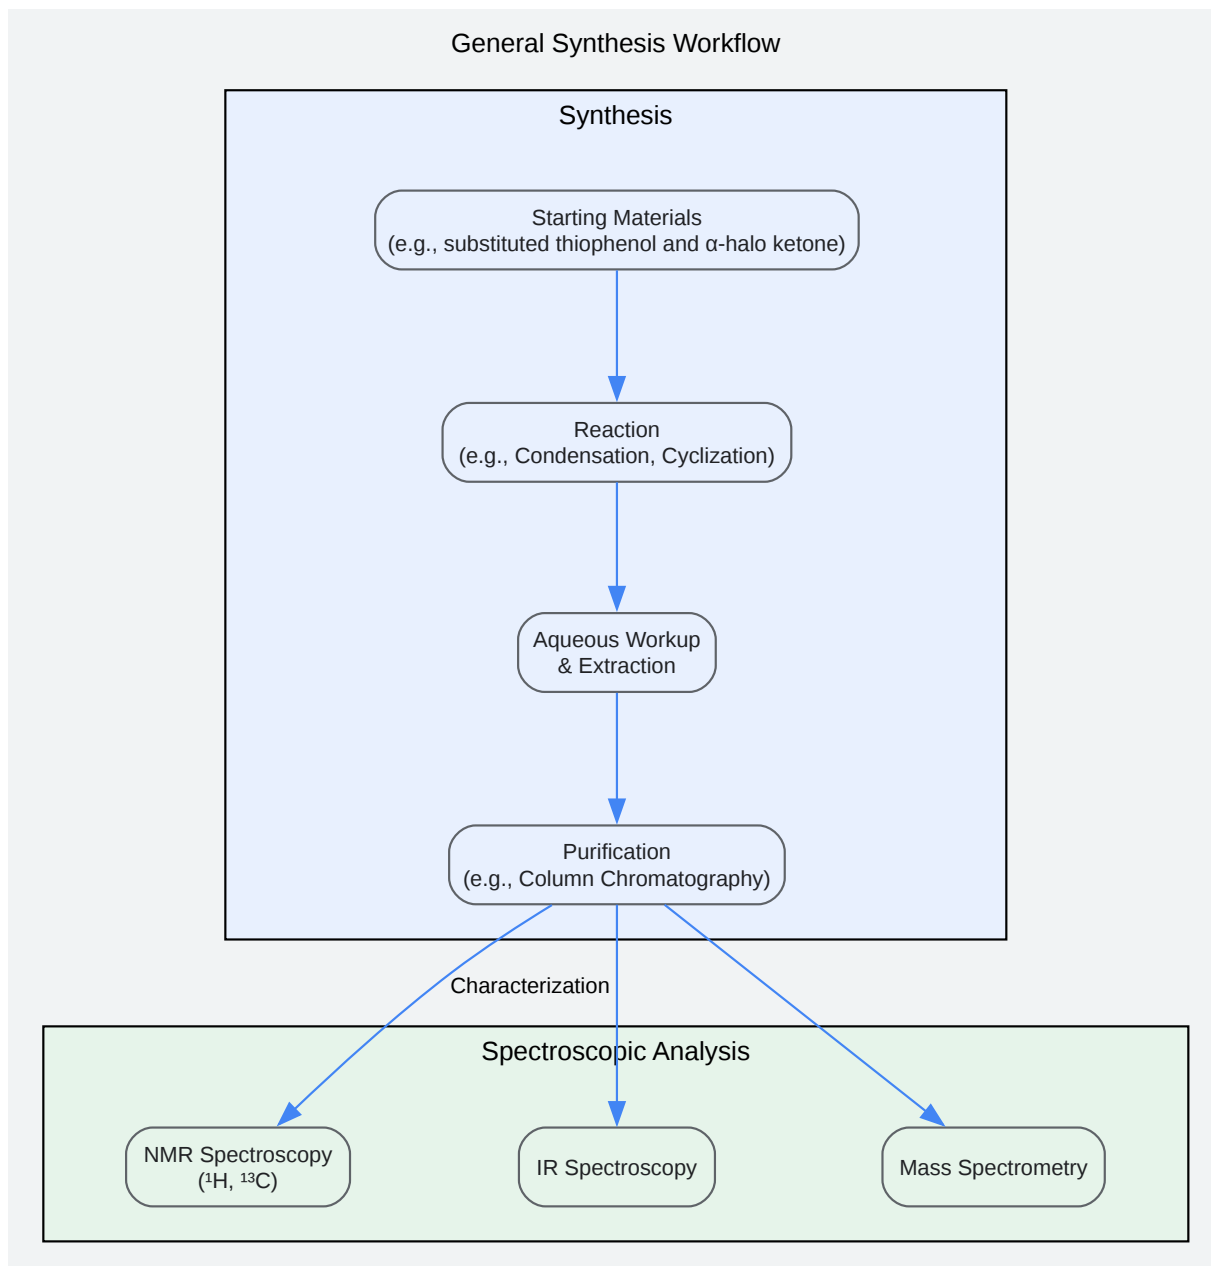 General Synthesis Workflow
Synthesis
Starting Materials
(e.g., substituted thiophenol and α-halo ketone)
Reaction
(e.g., Condensation, Cyclization)
Aqueous Workup
& Extraction
Purification
(e.g., Column Chromatography)
Characterization
Spectroscopic Analysis
NMR Spectroscopy
(¹H, ¹³C)
IR Spectroscopy
Mass Spectrometry